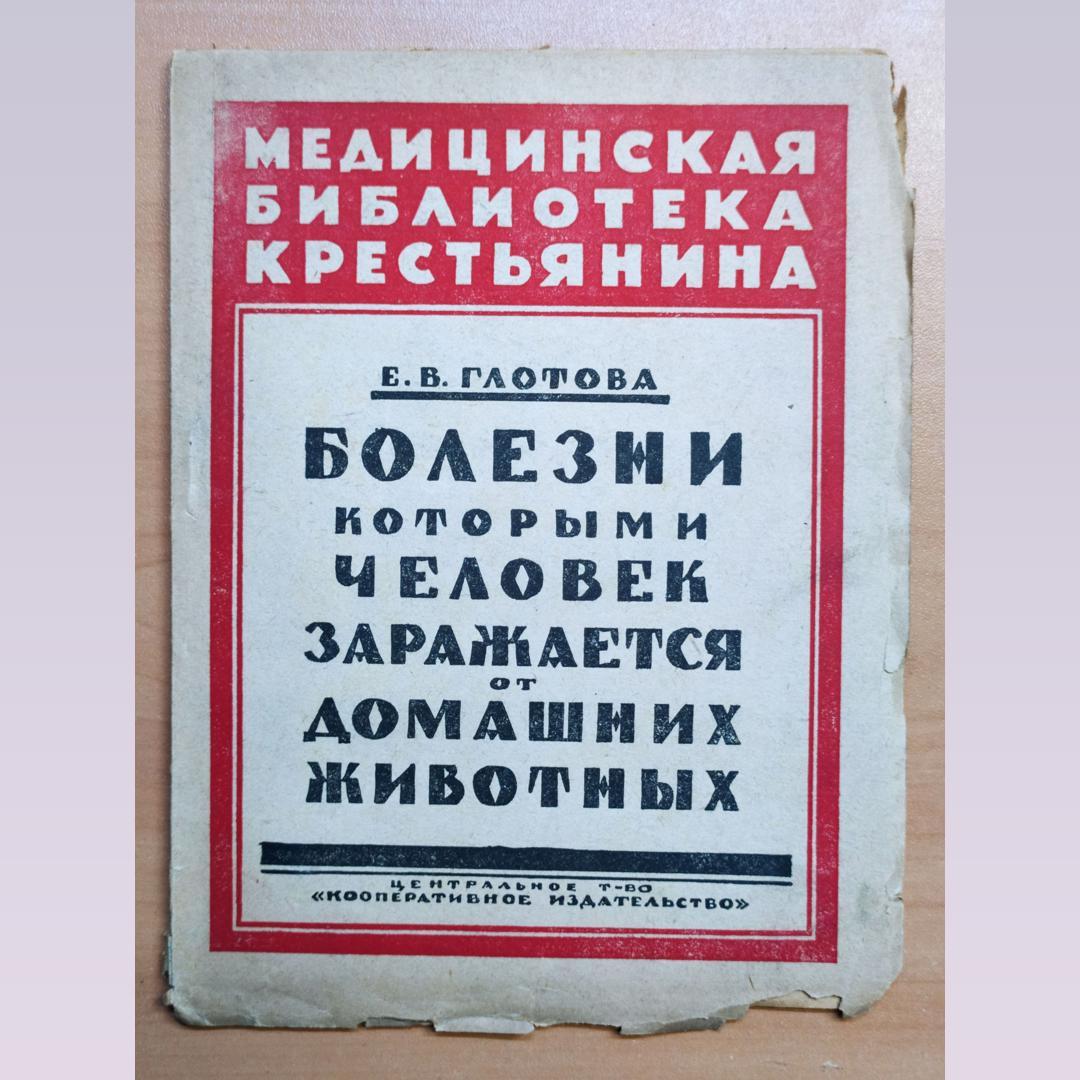 МЕДИЦИНСКАЯ
БИБЛИОТЕКА
КРЕСТЬЯНИНА
Е. В. ГЛОТОВА
БОЛЕЗНИ
КОТОРЫМИ
ЧЕЛОВЕК
ЗАРАЖАЕТСЯ
ОТ
ДОМАШНИХ
ЖИВОТНЫХ
ЦЕНТРАЛЬНОЕ Т-ВО
«КООПЕРАТИВНОЕ ИЗДАТЕЛЬСТВО»